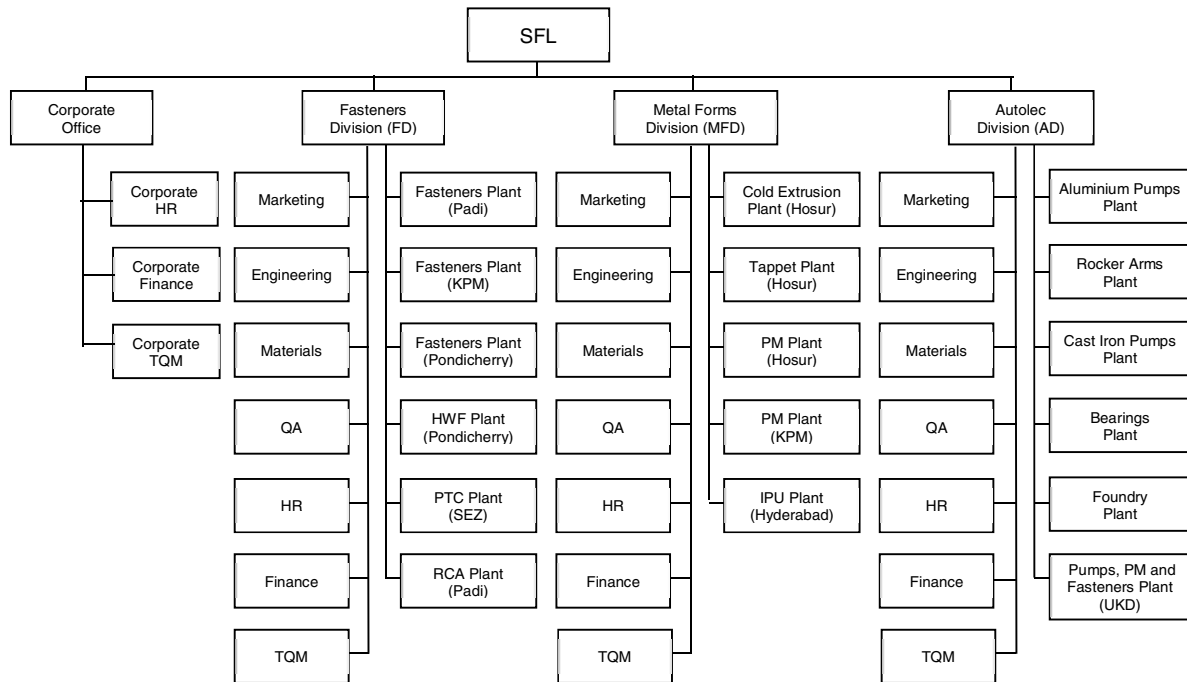 SFL
Corporate
Office
Fasteners
Division (FD)
Metal Forms
Division (MFD)
Autolec
Division (AD)
Corporate
HR
Corporate
Finance
Corporate
TQM
Marketing
Engineering
Materials
QA
HR
Finance
TQM
Fasteners Plant
(Padi)
Fasteners Plant
(KPM)
Fasteners Plant
(Pondicherry)
HWF Plant
(Pondicherry)
PTC Plant
(SEZ)
RCA Plant
(Padi)
Marketing
Engineering
Materials
QA
HR
Finance
TQM
Cold Extrusion
Plant (Hosur)
Tappet Plant
(Hosur)
PM Plant
(Hosur)
PM Plant
(KPM)
IPU Plant
(Hyderabad)
Marketing
Engineering
Materials
QA
HR
Finance
TQM
Aluminium Pumps
Plant
Rocker Arms
Plant
Cast Iron Pumps
Plant
Bearings
Plant
Foundry
Plant
Pumps, PM and
Fasteners Plant
(UKD)